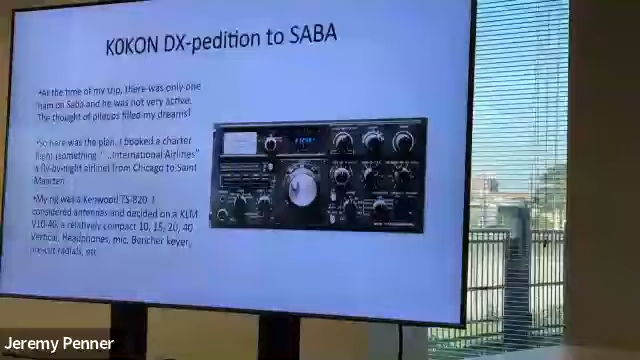 K0KON DX-pedition to SABA
•At the time of my trip, there was only one
ham on Saba and he was not very active.
The thought of pileups filled my dreams!
•So here was the plan. I booked a charter
flight (something "…International Airlines"
a fly-by-night airline) from Chicago to Saint
Maarten
•My rig was a Kenwood TS-820. I
considered antennas and decided on a KLM
V10-40, a relatively compact 10, 15, 20, 40
Vertical, Headphones, mic, Bencher keyer,
pre-cut radials, etc
Jeremy Penner